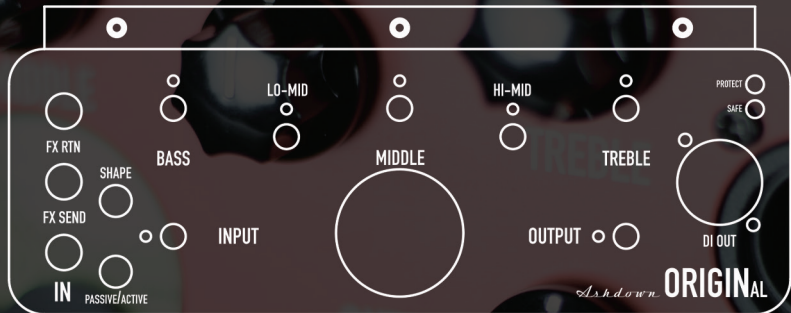 LO-MID
HI-MID
PROTECT
SAFE
FX RTN
BASS
MIDDLE
TREBLE
SHAPE
FX SEND
INPUT
OUTPUT
DI OUT
IN
PASSIVE/ACTIVE
Ashdown ORIGINAL
TREBLE